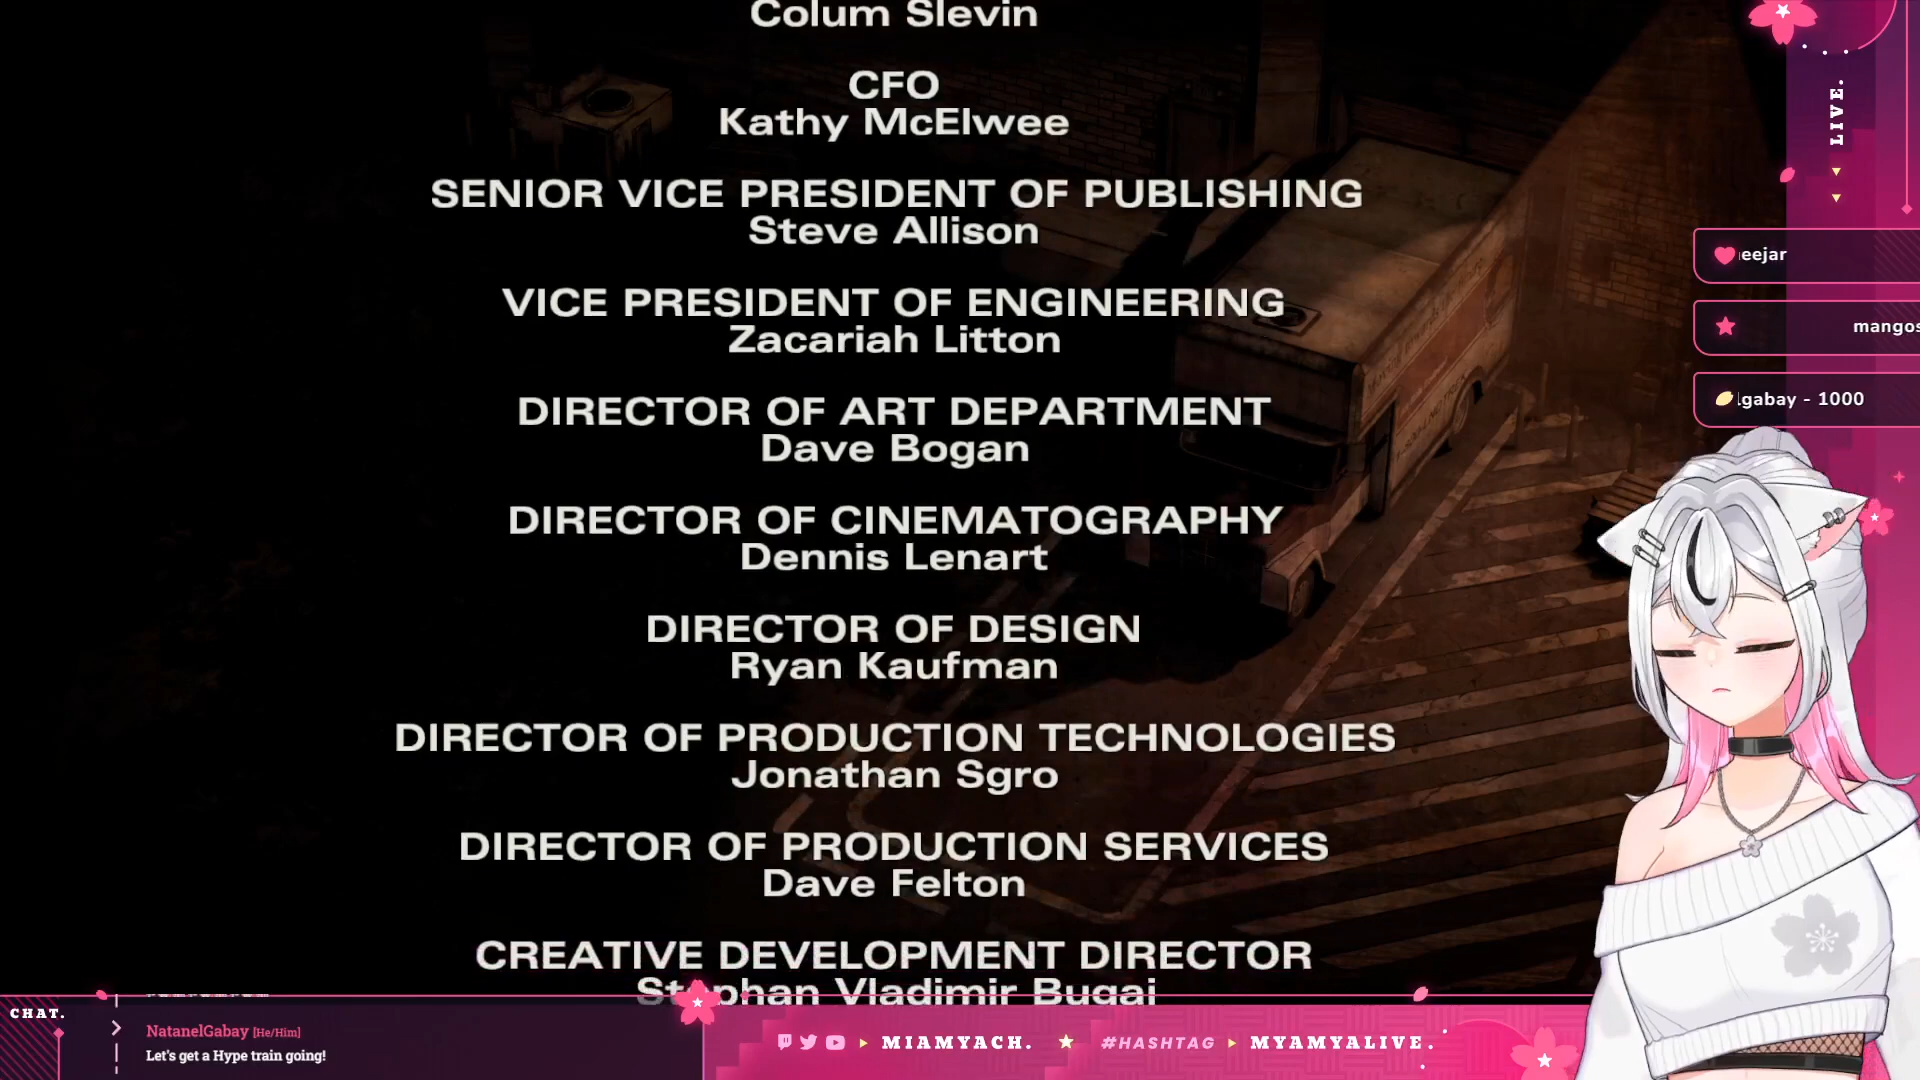 Colum Slevin
CFO
Kathy McElwee
SENIOR VICE PRESIDENT OF PUBLISHING
Steve Allison
VICE PRESIDENT OF ENGINEERING
Zacariah Litton
DIRECTOR OF ART DEPARTMENT
Dave Bogan
DIRECTOR OF CINEMATOGRAPHY
Dennis Lenart
DIRECTOR OF DESIGN
Ryan Kaufman
DIRECTOR OF PRODUCTION TECHNOLOGIES
Jonathan Sgro
DIRECTOR OF PRODUCTION SERVICES
Dave Felton
CREATIVE DEVELOPMENT DIRECTOR
Stephan Vladimir Bugaj
LIVE.
eejar
mangos
gabay - 1000
CHAT.
NatanelGabay [He/Him]
Let's get a Hype train going!
MIAMYACH.
#HASHTAG
MYAMYALIVE.